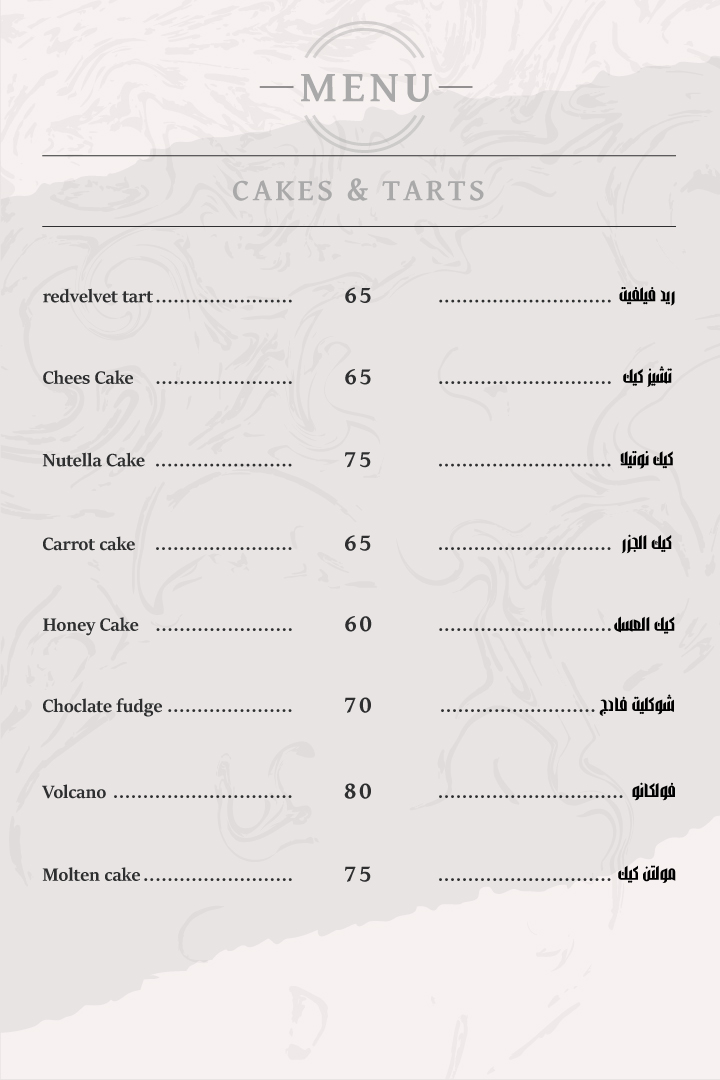 MENU
CAKES & TARTS
redvelvet tart....................... 65 ............................. ريد فيلفيت
Chees Cake ....................... 65 ............................. تشيز كيك
Nutella Cake ....................... 75 ............................. كيك نوتيلا
Carrot cake ....................... 65 ............................. كيك الجزر
Honey Cake ....................... 60 ............................. كيك العسل
Choclate fudge ..................... 70 .......................... شوكليت فادج
Volcano .............................. 80 ............................... فولكانو
Molten cake......................... 75 ............................. مولتن كيك